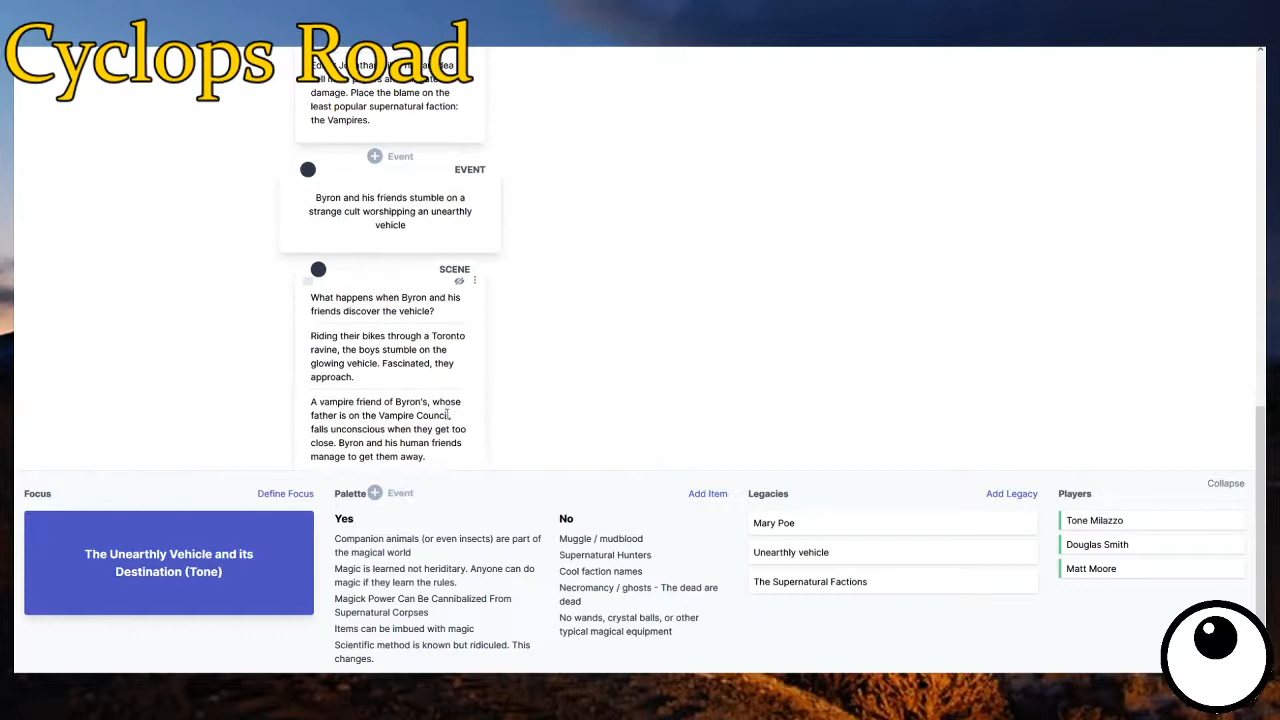 Cyclops Road
damage. Place the blame on the
least popular supernatural faction:
the Vampires.
Event
EVENT
Byron and his friends stumble on a
strange cult worshipping an unearthly
vehicle
SCENE
What happens when Byron and his
friends discover the vehicle?
Riding their bikes through a Toronto
ravine, the boys stumble on the
glowing vehicle. Fascinated, they
approach.
A vampire friend of Byron's, whose
father is on the Vampire Council,
falls unconscious when they get too
close. Byron and his human friends
manage to get them away.
Collapse
Focus
Define Focus
The Unearthly Vehicle and its
Destination (Tone)
Palette
Event
Add Item
Yes
Companion animals (or even insects) are part of
the magical world
Magic is learned not heriditary. Anyone can do
magic if they learn the rules.
Magick Power Can Be Cannibalized From
Supernatural Corpses
Items can be imbued with magic
Scientific method is known but ridiculed. This
changes.
No
Muggle / mudblood
Supernatural Hunters
Cool faction names
Necromancy / ghosts - The dead are
dead
No wands, crystal balls, or other
typical magical equipment
Legacies
Add Legacy
Mary Poe
Unearthly vehicle
The Supernatural Factions
Players
Tone Milazzo
Douglas Smith
Matt Moore